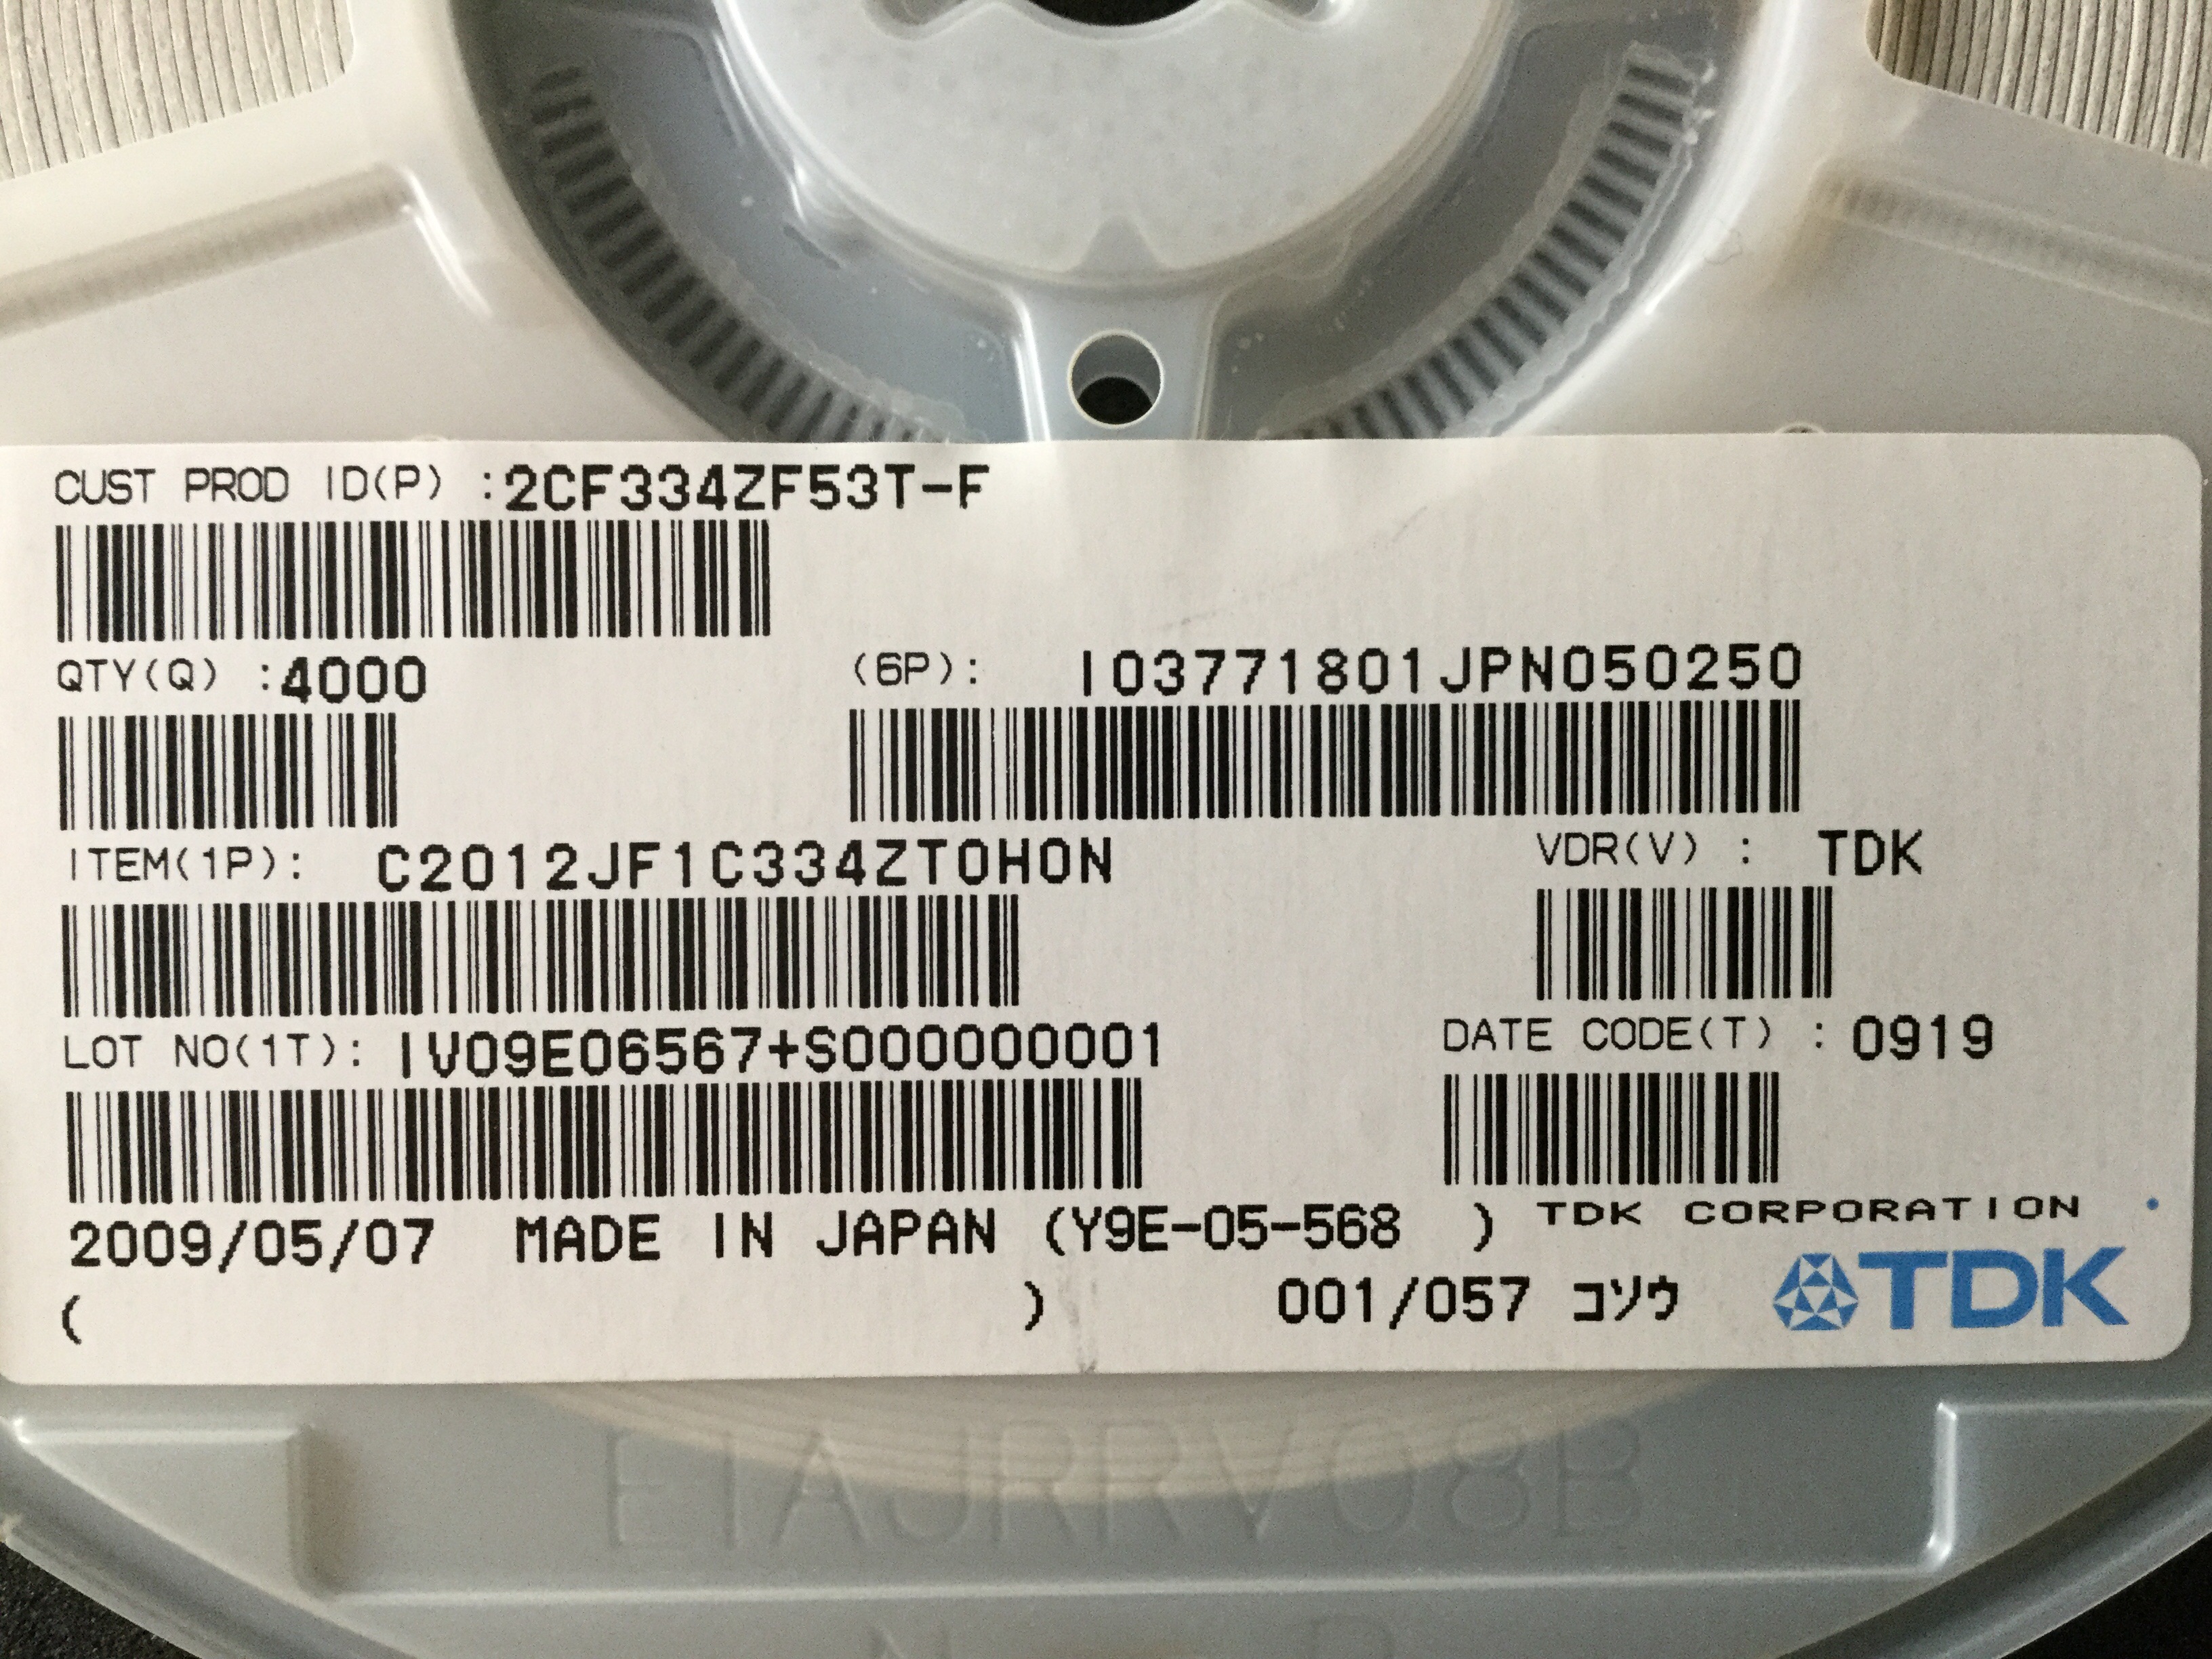 CUST PROD ID(P) :2CF334ZF53T-F
QTY(Q) :4000
(6P): I03771801JPN050250
ITEM(1P): C2012JF1C334ZT0H0N
VDR(V) : TDK
LOT NO(1T): IV09E06567+S000000001
DATE CODE(T) : 0919
2009/05/07 MADE IN JAPAN (Y9E-05-568 ) TDK CORPORATION
( ) 001/057 コソウ
TDK
EIAJRRV08B